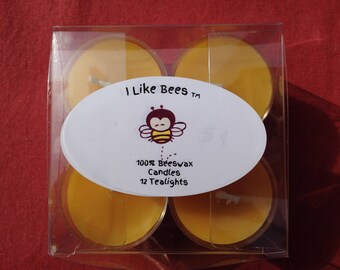 I Like Bees ™
100% Beeswax
Candles
12 Tealights